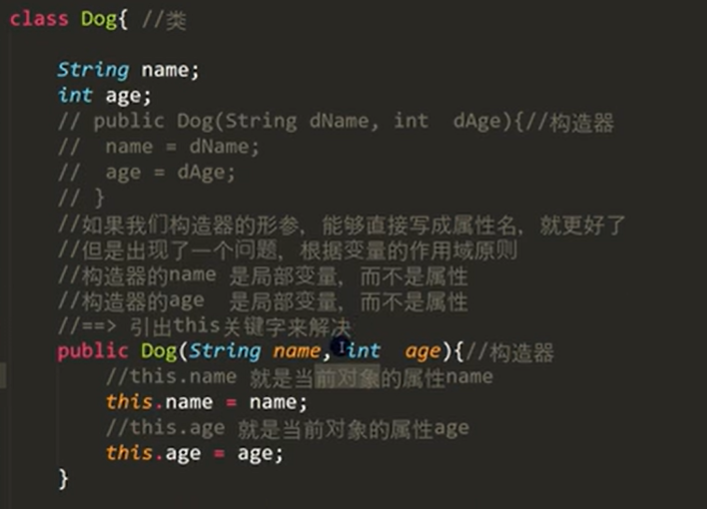 class Dog{ //类
String name;
int age;
// public Dog(String dName, int  dAge){//构造器
//  name = dName;
//  age = dAge;
// }
//如果我们构造器的形参，能够直接写成属性名，就更好了
//但是出现了一个问题，根据变量的作用域原则
//构造器的name 是局部变量，而不是属性
//构造器的age  是局部变量，而不是属性
//==> 引出this关键字来解决
public Dog(String name, int  age){//构造器
//this.name 就是当前对象的属性name
this.name = name;
//this.age 就是当前对象的属性age
this.age = age;
}